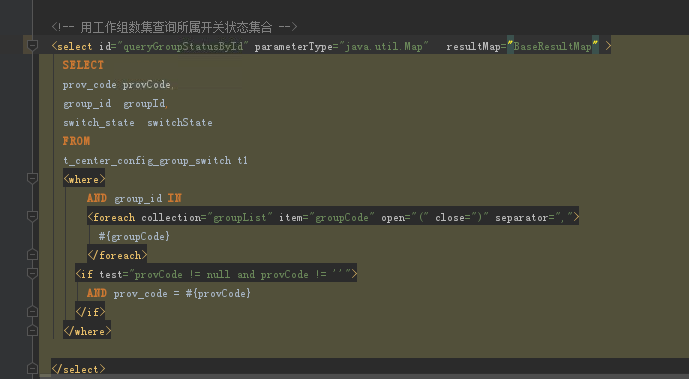 <!-- 用工作组数集查询所属开关状态集合 -->
<select id="queryGroupStatusById" parameterType="java.util.Map" resultMap="BaseResultMap" >
SELECT
prov_code provCode,
group_id groupId,
switch_state switchState
FROM
t_center_config_group_switch t1
<where>
AND group_id IN
<foreach collection="groupList" item="groupCode" open="(" close=")" separator=",">
#{groupCode}
</foreach>
<if test="provCode != null and provCode != ''">
AND prov_code = #{provCode}
</if>
</where>
</select>